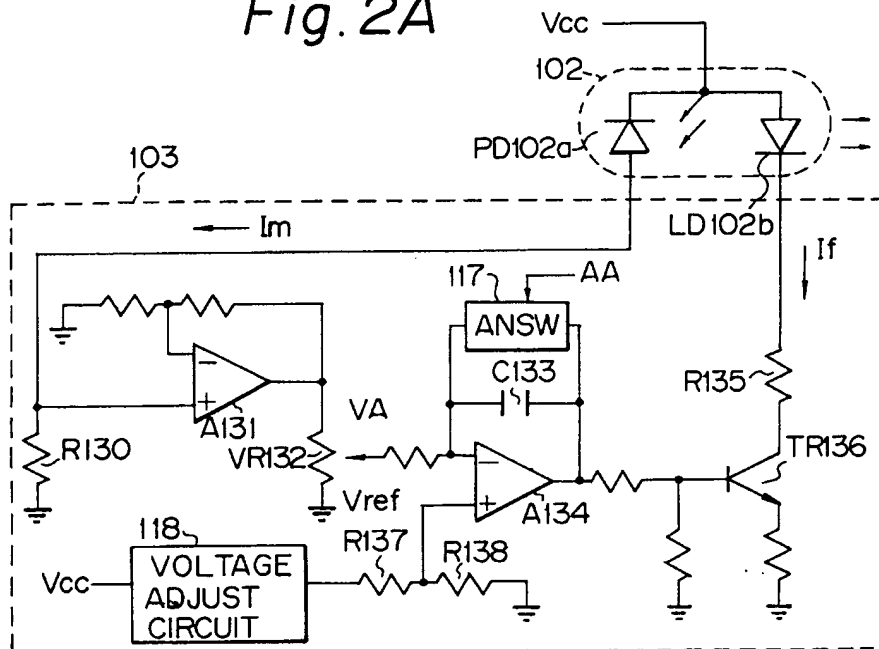 Fig. 2A
Vcc
102
PD102a
103
LD102b
Im
If
117
AA
ANSW
C133
R135
A131
VA
R130
VR132
TR136
A134
Vref
118
R137
R138
Vcc
VOLTAGE
ADJUST
CIRCUIT